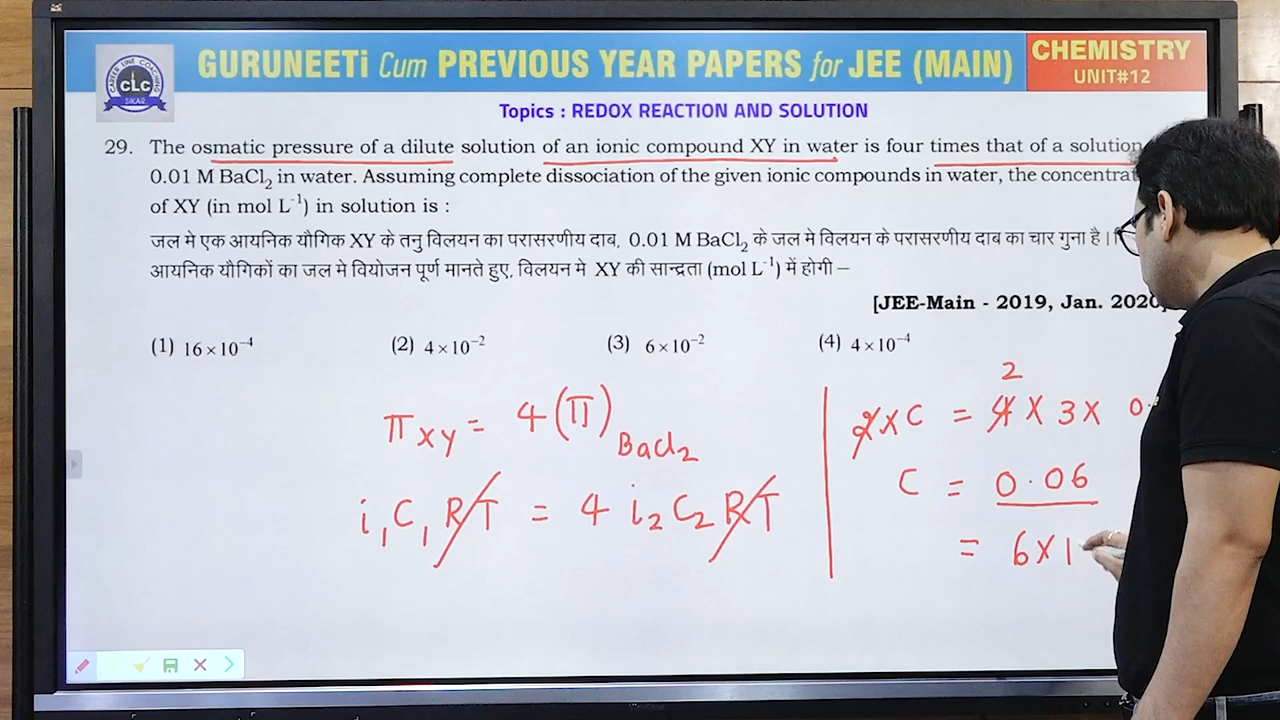 CAREER LINE COACHING
CLC
SIKAR
GURUNEETi Cum PREVIOUS YEAR PAPERS for JEE (MAIN)
CHEMISTRY
UNIT#12
Topics : REDOX REACTION AND SOLUTION
29. The osmatic pressure of a dilute solution of an ionic compound XY in water is four times that of a solution
0.01 M BaCl₂ in water. Assuming complete dissociation of the given ionic compounds in water, the
of XY (in mol L⁻¹) in solution is :
जल मे एक आयनिक यौगिक XY के तनु विलयन का परासरणीय दाब, 0.01 M BaCl₂ के जल मे विलयन के परासरणीय दाब का चार गुना है।
आयनिक यौगिकों का जल मे वियोजन पूर्ण मानते हुए, विलयन मे XY की सान्द्रता (mol L⁻¹) में होगी –
[JEE-Main - 2019, Jan. 2020]
(1) 16×10⁻⁴ (2) 4×10⁻² (3) 6×10⁻² (4) 4×10⁻⁴
π XY = 4(π) BaCl₂
i₁C₁RT = 4 i₂C₂RT
2
2×C = 4 × 3 × 0.
C = 0.06
= 6×1